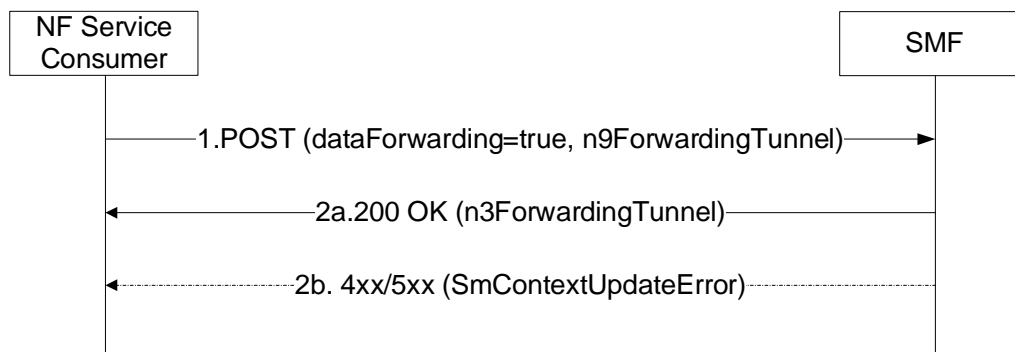 NF Service
Consumer
SMF
1.POST (dataForwarding=true, n9ForwardingTunnel)
2a.200 OK (n3ForwardingTunnel)
2b. 4xx/5xx (SmContextUpdateError)